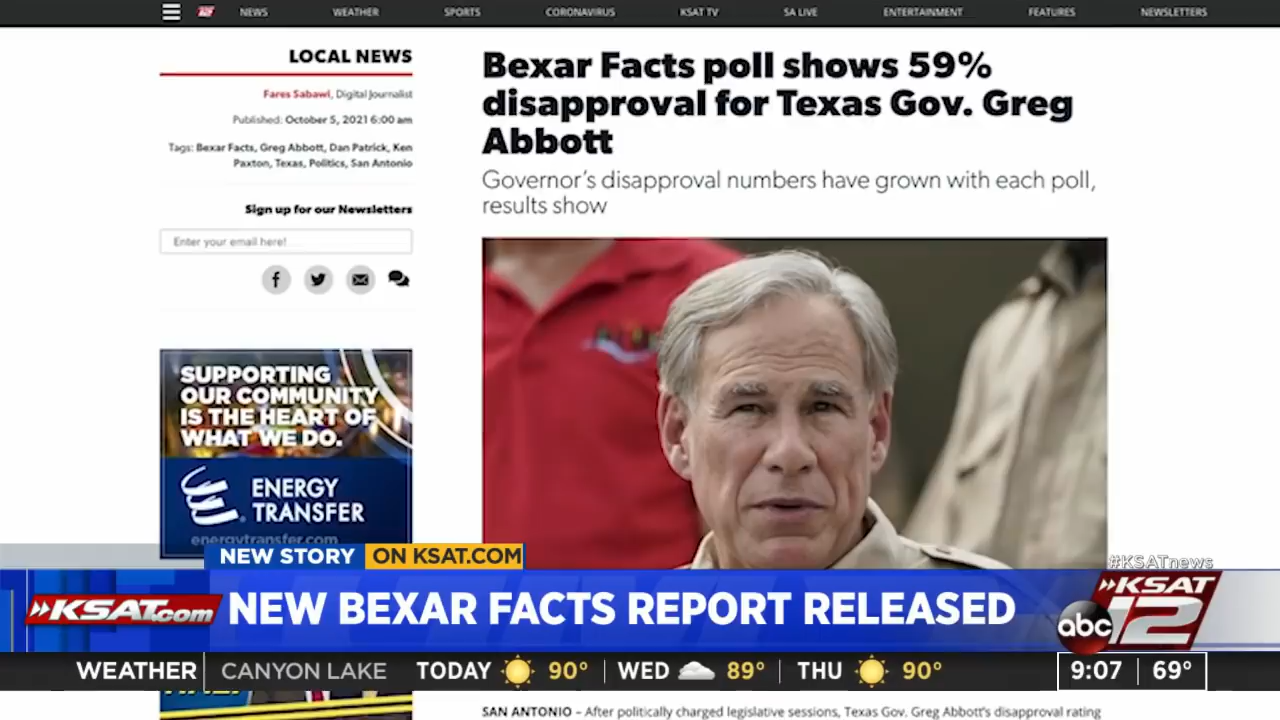 NEWS WEATHER SPORTS CORONAVIRUS KSAT TV SA LIVE ENTERTAINMENT FEATURES NEWSLETTERS
LOCAL NEWS
Fares Sabawi, Digital Journalist
Published: October 5, 2021 6:00 am
Tags: Bexar Facts, Greg Abbott, Dan Patrick, Ken
Paxton, Texas, Politics, San Antonio
Sign up for our Newsletters
Enter your email here!
Bexar Facts poll shows 59%
disapproval for Texas Gov. Greg
Abbott
Governor's disapproval numbers have grown with each poll,
results show
SUPPORTING
OUR COMMUNITY
IS THE HEART OF
WHAT WE DO.
ENERGY
TRANSFER
energytransfer.com
NEW STORY ON KSAT.COM
#KSATnews
KSAT.com NEW BEXAR FACTS REPORT RELEASED
abc KSAT 12
WEATHER CANYON LAKE TODAY 90° WED 89° THU 90° 9:07 69°
SAN ANTONIO – After politically charged legislative sessions, Texas Gov. Greg Abbott's disapproval rating